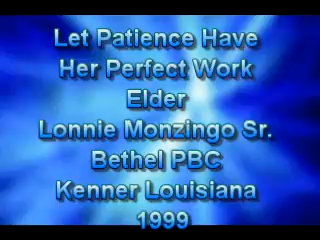 Let Patience Have
Her Perfect Work
Elder
Lonnie Monzingo Sr.
Bethel PBC
Kenner Louisiana
1999